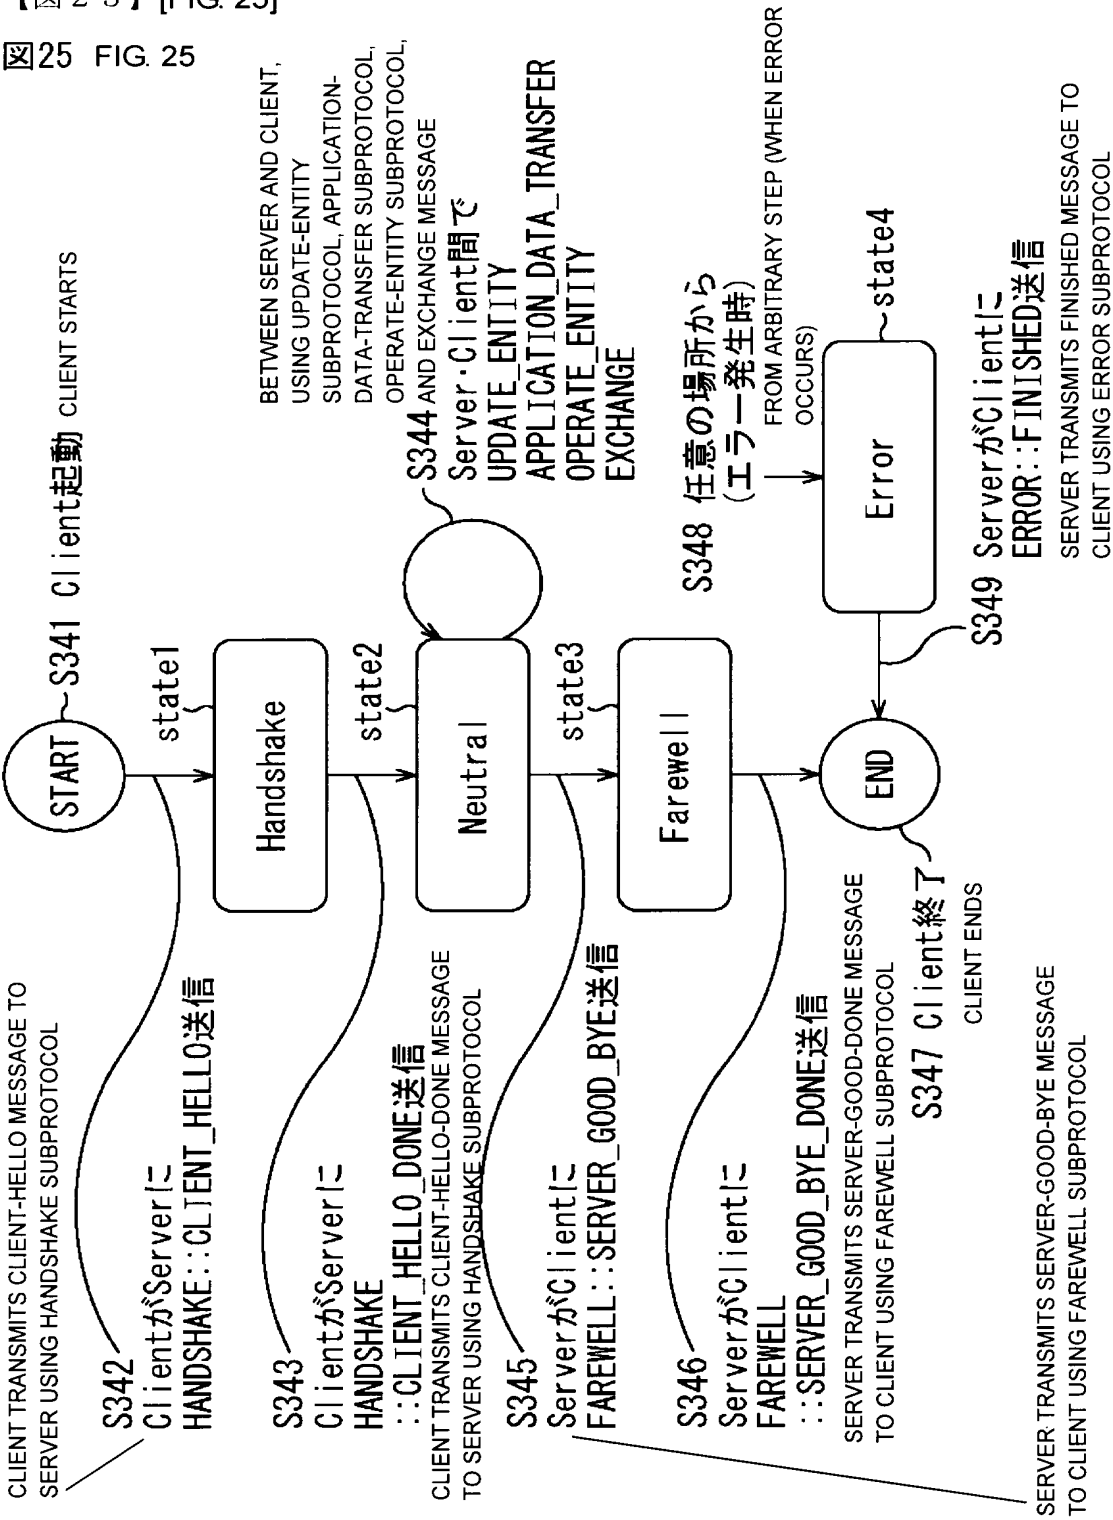 【図25】[FIG. 25]
図25 FIG. 25
START
S341 Client起動 CLIENT STARTS
CLIENT TRANSMITS CLIENT-HELLO MESSAGE TO
SERVER USING HANDSHAKE SUBPROTOCOL
S342
ClientがServerに
HANDSHAKE::CLIENT_HELLO送信
state1
Handshake
S343
ClientがServerに
HANDSHAKE
::CLIENT_HELLO_DONE送信
CLIENT TRANSMITS CLIENT-HELLO-DONE MESSAGE
TO SERVER USING HANDSHAKE SUBPROTOCOL
state2
Neutral
BETWEEN SERVER AND CLIENT,
USING UPDATE-ENTITY
SUBPROTOCOL, APPLICATION-
DATA-TRANSFER SUBPROTOCOL,
OPERATE-ENTITY SUBPROTOCOL,
AND EXCHANGE MESSAGE
S344
Server・Client間で
UPDATE_ENTITY
APPLICATION_DATA_TRANSFER
OPERATE_ENTITY
EXCHANGE
S345
ServerがClientに
FAREWELL::SERVER_GOOD_BYE送信
state3
Farewell
S346
ServerがClientに
FAREWELL
::SERVER_GOOD_BYE_DONE送信
SERVER TRANSMITS SERVER-GOOD-DONE MESSAGE
TO CLIENT USING FAREWELL SUBPROTOCOL
END
S347 Client終了
CLIENT ENDS
S348 任意の場所から
(エラー発生時)
FROM ARBITRARY STEP (WHEN ERROR
OCCURS)
Error
state4
S349 ServerがClientに
ERROR::FINISHED送信
SERVER TRANSMITS FINISHED MESSAGE TO
CLIENT USING ERROR SUBPROTOCOL
SERVER TRANSMITS SERVER-GOOD-BYE MESSAGE
TO CLIENT USING FAREWELL SUBPROTOCOL